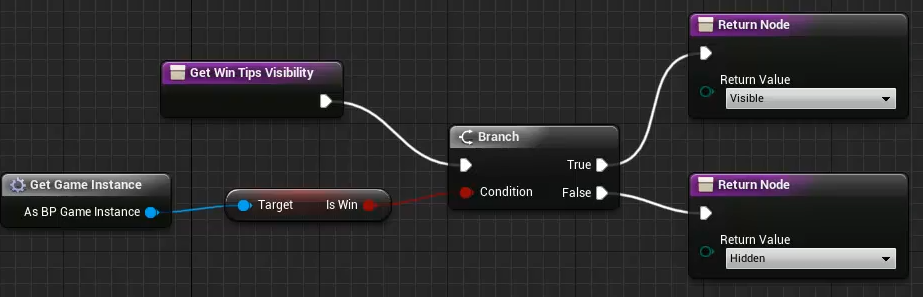 Return Node
Get Win Tips Visibility
Return Value
Visible
Branch
True
Get Game Instance
Return Node
Condition
False
As BP Game Instance
Target
Is Win
Return Value
Hidden